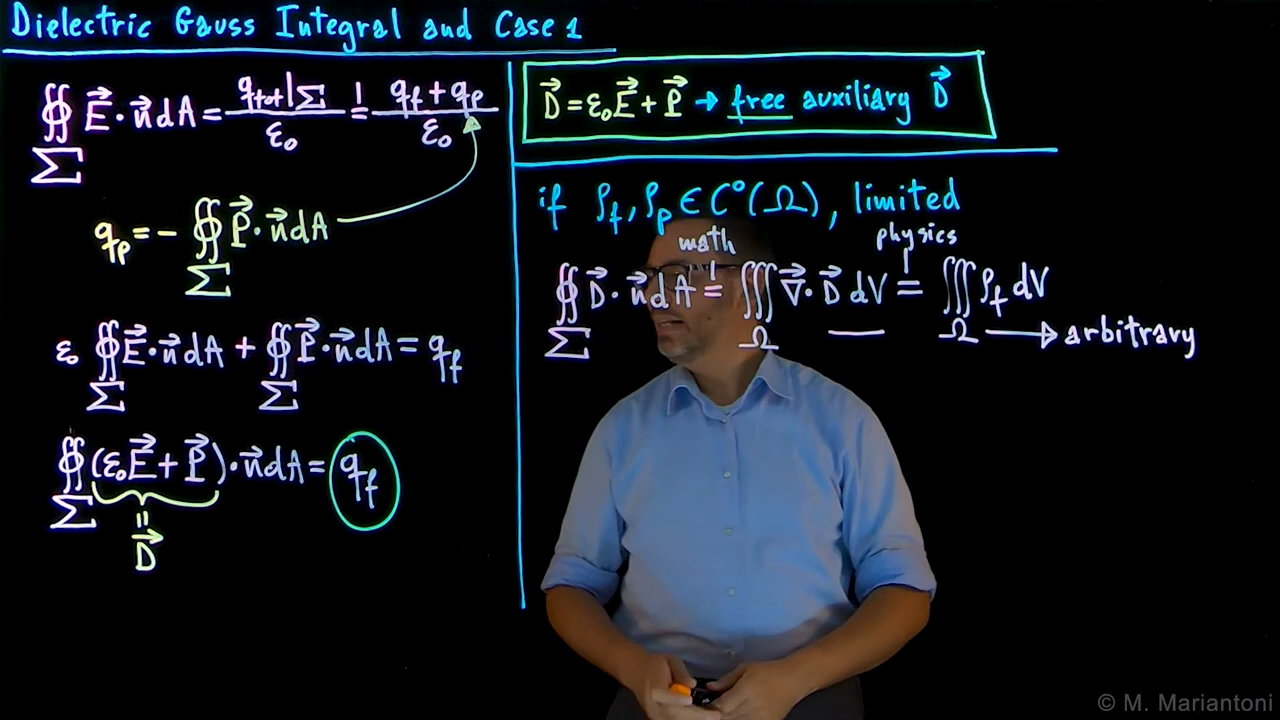 Dielectric Gauss Integral and Case 1
∯_Σ E⃗ · n⃗ dA = q_tot|Σ / ε₀ =! (q_f + q_p) / ε₀
q_p = - ∯_Σ P⃗ · n⃗ dA
ε₀ ∯_Σ E⃗ · n⃗ dA + ∯_Σ P⃗ · n⃗ dA = q_f
∯_Σ (ε₀E⃗ + P⃗) · n⃗ dA = q_f
=
D⃗
D⃗ = ε₀E⃗ + P⃗ → free auxiliary D⃗
if ρ_f, ρ_p ∈ C⁰(Ω), limited
math physics
∯_Σ D⃗ · n⃗ dA =! ∭_Ω ∇⃗ · D⃗ dV =! ∭_Ω ρ_f dV
→ arbitrary
© M. Mariantoni